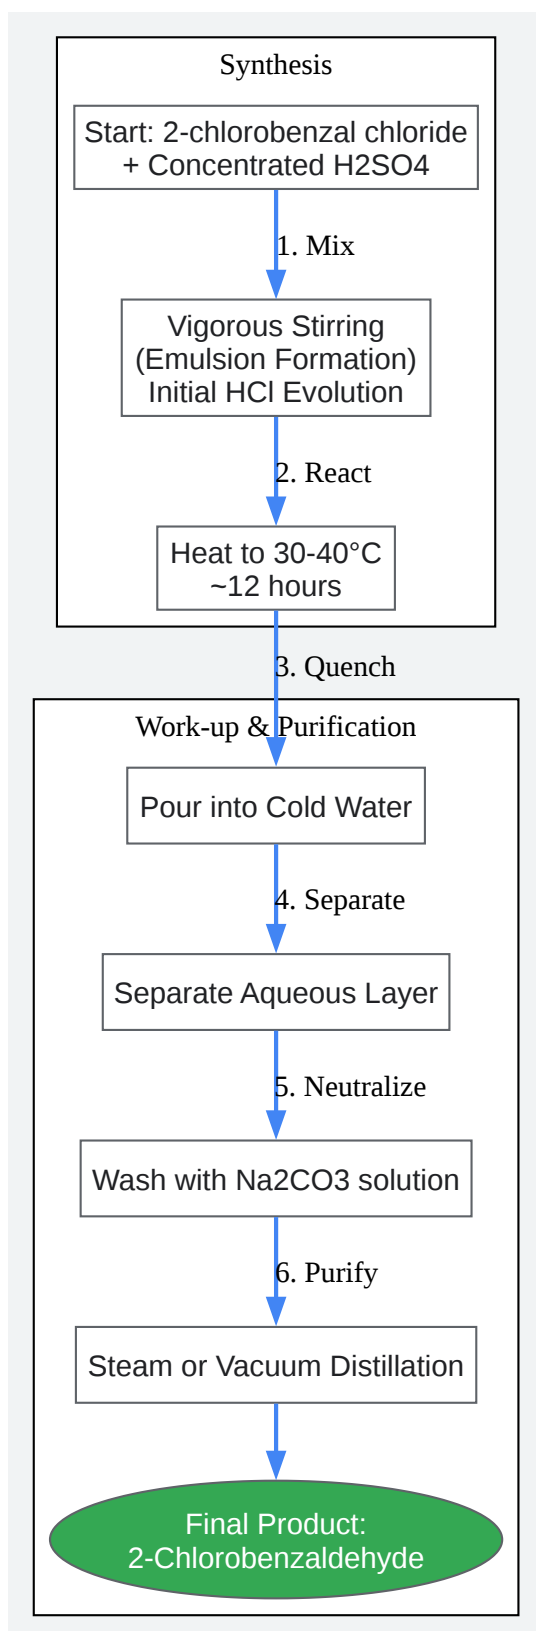 Synthesis
Start: 2-chlorobenzal chloride
+ Concentrated H2SO4
1. Mix
Vigorous Stirring
(Emulsion Formation)
Initial HCl Evolution
2. React
Heat to 30-40°C
~12 hours
3. Quench
Work-up & Purification
Pour into Cold Water
4. Separate
Separate Aqueous Layer
5. Neutralize
Wash with Na2CO3 solution
6. Purify
Steam or Vacuum Distillation
Final Product:
2-Chlorobenzaldehyde